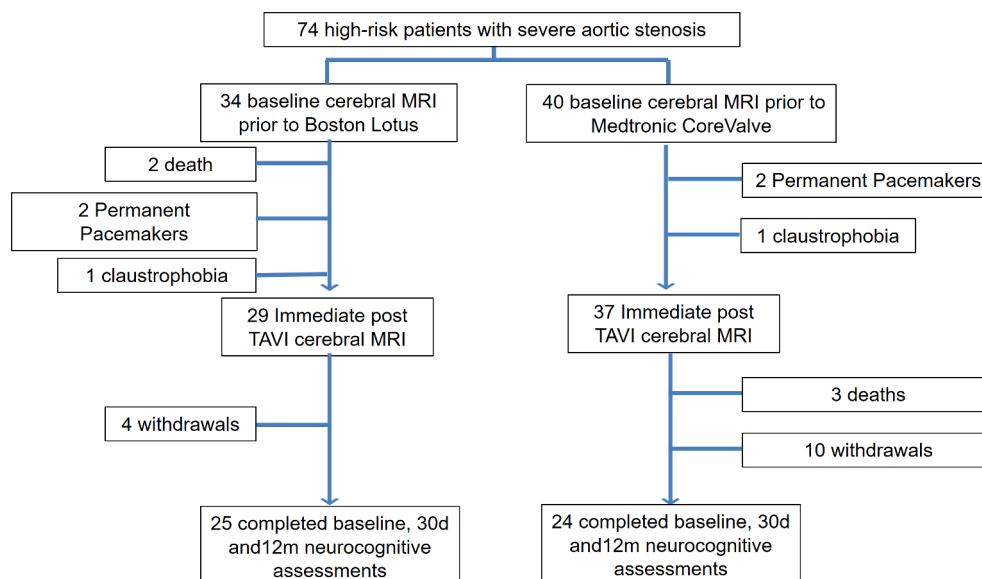 74 high-risk patients with severe aortic stenosis
34 baseline cerebral MRI
prior to Boston Lotus
40 baseline cerebral MRI prior to
Medtronic CoreValve
2 death
2 Permanent Pacemakers
2 Permanent
Pacemakers
1 claustrophobia
1 claustrophobia
29 Immediate post
TAVI cerebral MRI
37 Immediate post
TAVI cerebral MRI
3 deaths
4 withdrawals
10 withdrawals
25 completed baseline, 30d
and12m neurocognitive
assessments
24 completed baseline, 30d
and12m neurocognitive
assessments